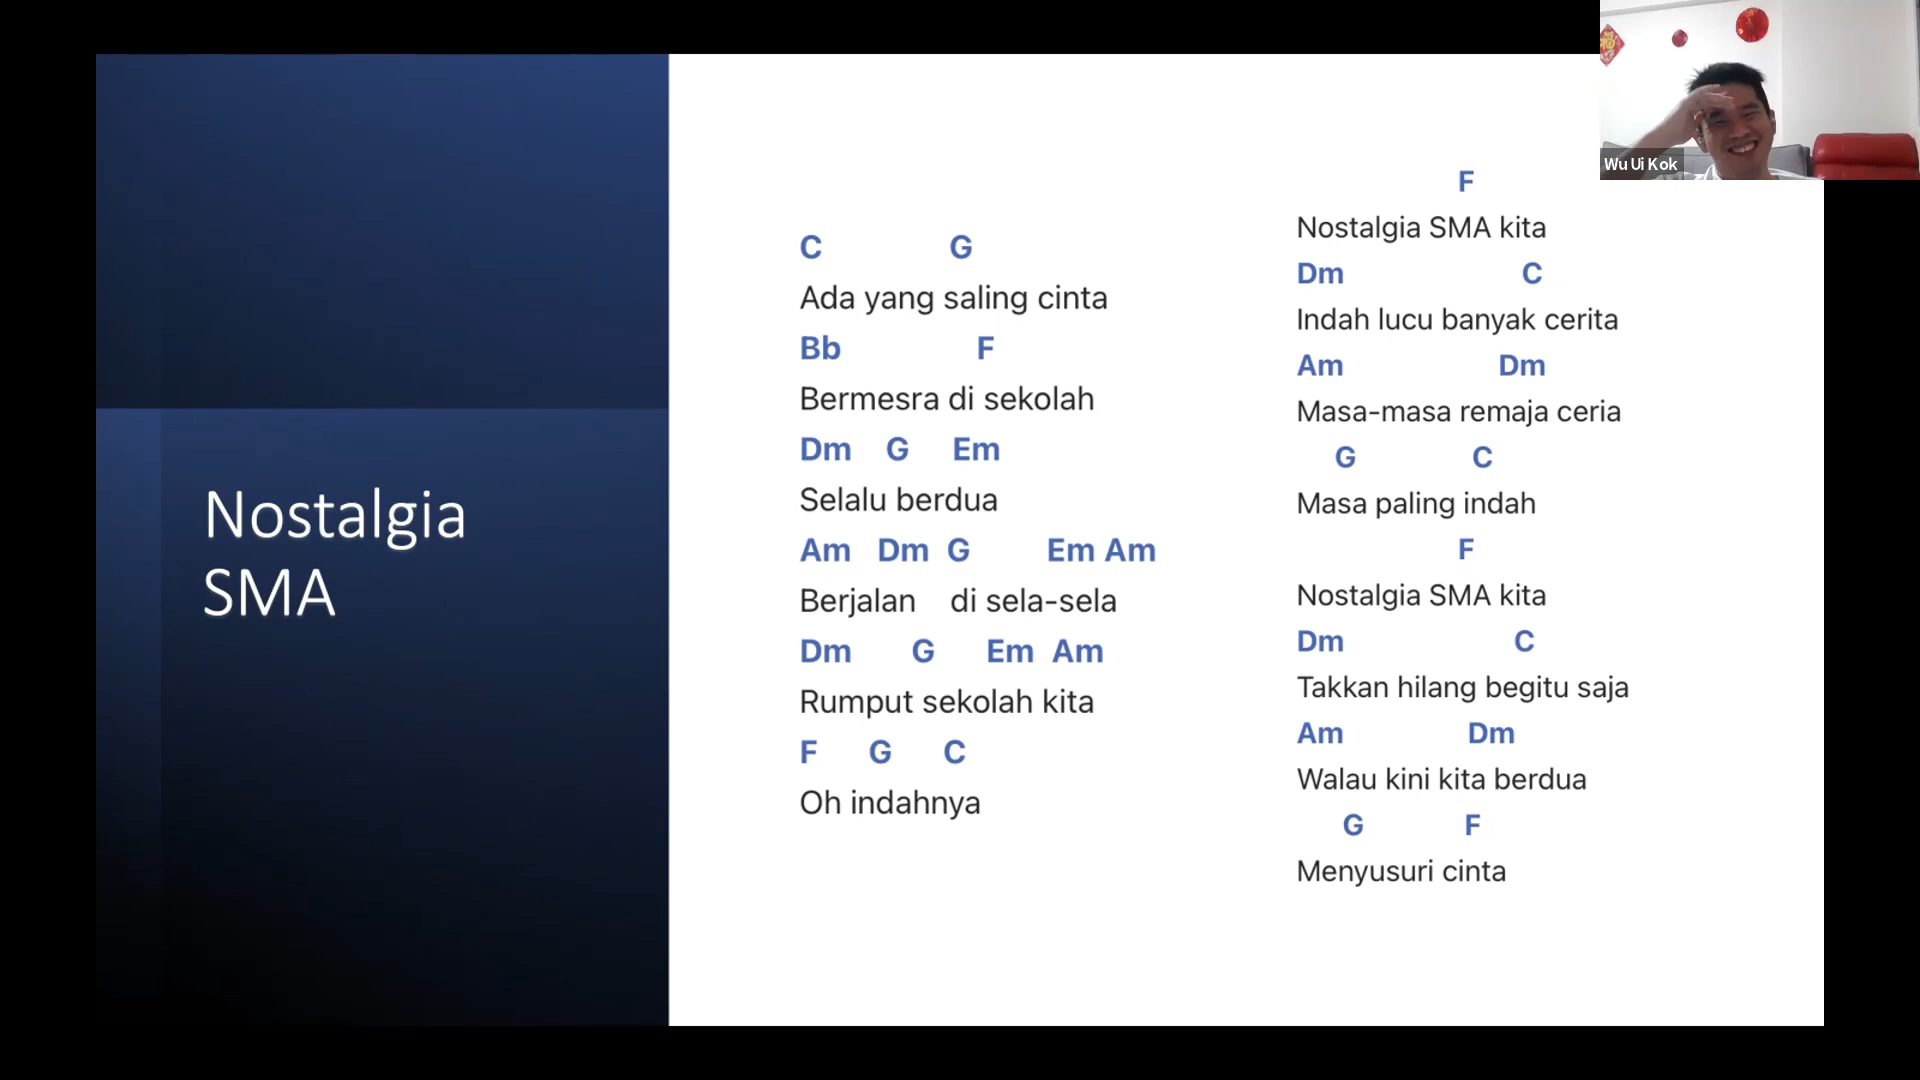 Nostalgia
SMA
C G
Ada yang saling cinta
Bb F
Bermesra di sekolah
Dm G Em
Selalu berdua
Am Dm G Em Am
Berjalan di sela-sela
Dm G Em Am
Rumput sekolah kita
F G C
Oh indahnya
F
Nostalgia SMA kita
Dm C
Indah lucu banyak cerita
Am Dm
Masa-masa remaja ceria
G C
Masa paling indah
F
Nostalgia SMA kita
Dm C
Takkan hilang begitu saja
Am Dm
Walau kini kita berdua
G F
Menyusuri cinta
Wu Ui Kok